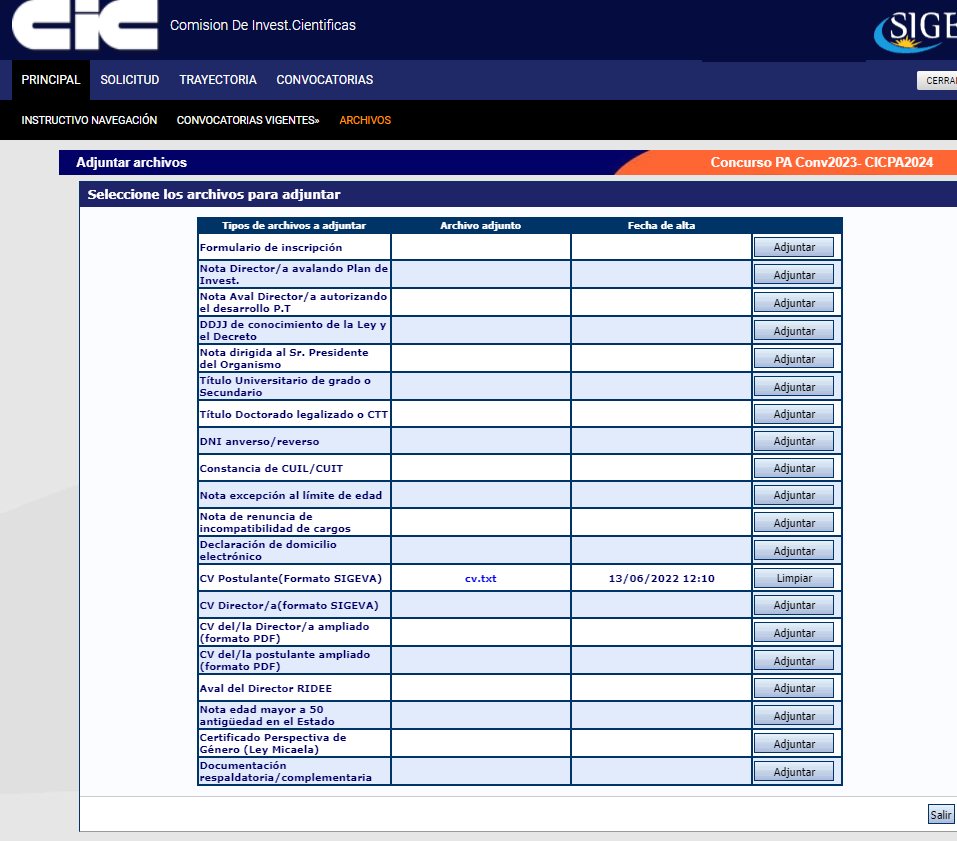 CIC Comision De Invest.Cientificas
SIGE
PRINCIPAL SOLICITUD TRAYECTORIA CONVOCATORIAS
CERRA
INSTRUCTIVO NAVEGACIÓN CONVOCATORIAS VIGENTES» ARCHIVOS
Adjuntar archivos Concurso PA Conv2023- CICPA2024
Seleccione los archivos para adjuntar
Tipos de archivos a adjuntar Archivo adjunto Fecha de alta
Formulario de inscripción Adjuntar
Nota Director/a avalando Plan de
Invest. Adjuntar
Nota Aval Director/a autorizando
el desarrollo P.T Adjuntar
DDJJ de conocimiento de la Ley y
el Decreto Adjuntar
Nota dirigida al Sr. Presidente
del Organismo Adjuntar
Título Universitario de grado o
Secundario Adjuntar
Título Doctorado legalizado o CTT Adjuntar
DNI anverso/reverso Adjuntar
Constancia de CUIL/CUIT Adjuntar
Nota excepción al límite de edad Adjuntar
Nota de renuncia de
incompatibilidad de cargos Adjuntar
Declaración de domicilio
electrónico Adjuntar
CV Postulante(Formato SIGEVA) cv.txt 13/06/2022 12:10 Limpiar
CV Director/a(formato SIGEVA) Adjuntar
CV del/la Director/a ampliado
(formato PDF) Adjuntar
CV del/la postulante ampliado
(formato PDF) Adjuntar
Aval del Director RIDEE Adjuntar
Nota edad mayor a 50
antigüedad en el Estado Adjuntar
Certificado Perspectiva de
Género (Ley Micaela) Adjuntar
Documentación
respaldatoria/complementaria Adjuntar
Salir